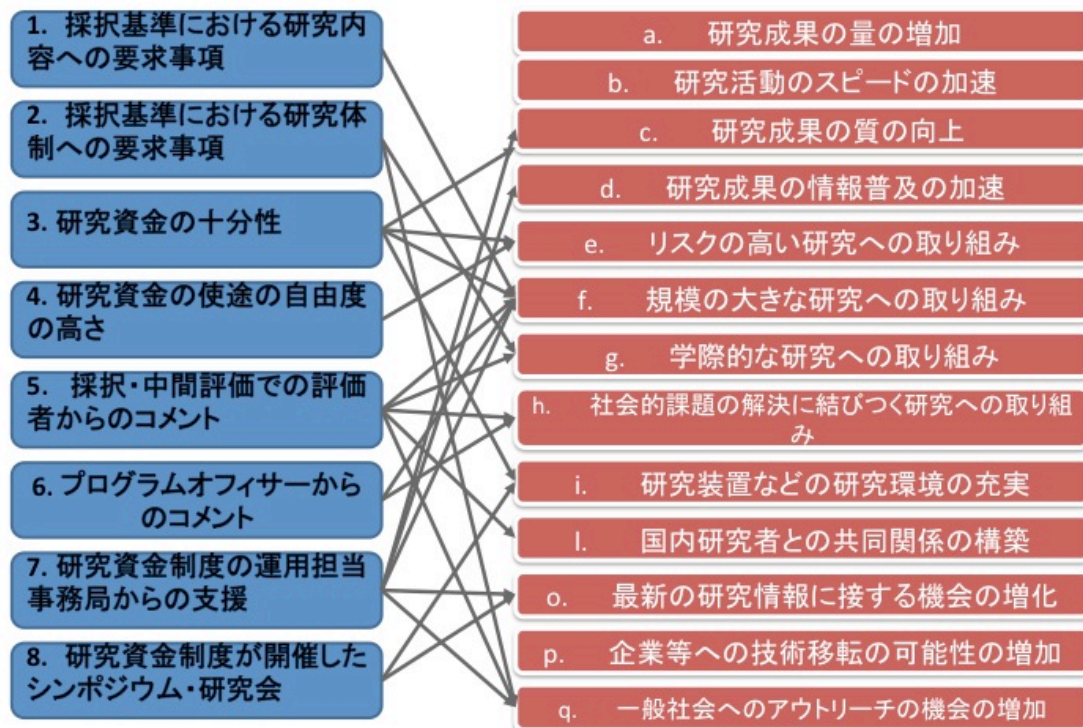 1. 採択基準における研究内
容への要求事項
2. 採択基準における研究体
制への要求事項
3. 研究資金の十分性
4. 研究資金の使途の自由度
の高さ
5. 採択・中間評価での評価
者からのコメント
6. プログラムオフィサーから
のコメント
7. 研究資金制度の運用担当
事務局からの支援
8. 研究資金制度が開催した
シンポジウム・研究会
a. 研究成果の量の増加
b. 研究活動のスピードの加速
c. 研究成果の質の向上
d. 研究成果の情報普及の加速
e. リスクの高い研究への取り組み
f. 規模の大きな研究への取り組み
g. 学際的な研究への取り組み
h. 社会的課題の解決に結びつく研究への取り組
み
i. 研究装置などの研究環境の充実
l. 国内研究者との共同関係の構築
o. 最新の研究情報に接する機会の増化
p. 企業等への技術移転の可能性の増加
q. 一般社会へのアウトリーチの機会の増加